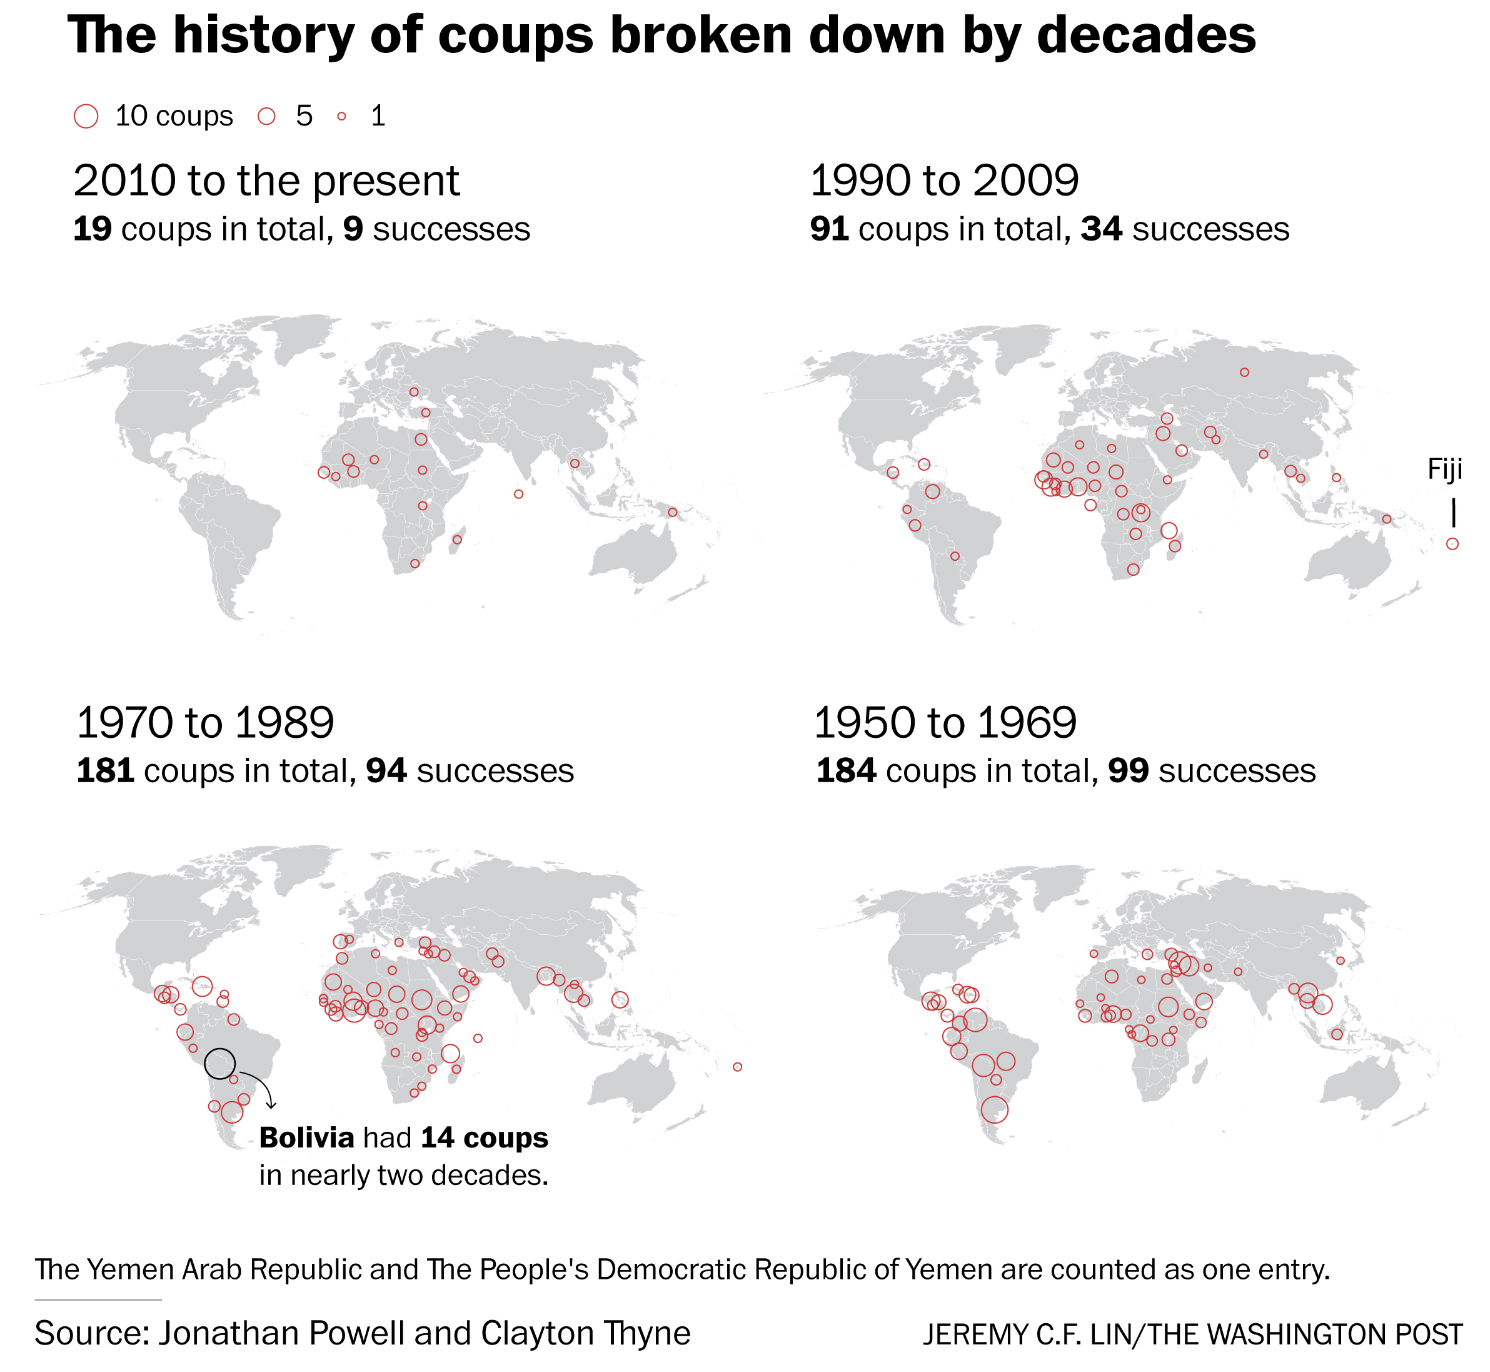 The history of coups broken down by decades
10 coups 5 1
2010 to the present
19 coups in total, 9 successes
1990 to 2009
91 coups in total, 34 successes
Fiji
1970 to 1989
181 coups in total, 94 successes
Bolivia had 14 coups
in nearly two decades.
1950 to 1969
184 coups in total, 99 successes
The Yemen Arab Republic and The People's Democratic Republic of Yemen are counted as one entry.
Source: Jonathan Powell and Clayton Thyne
JEREMY C.F. LIN/THE WASHINGTON POST